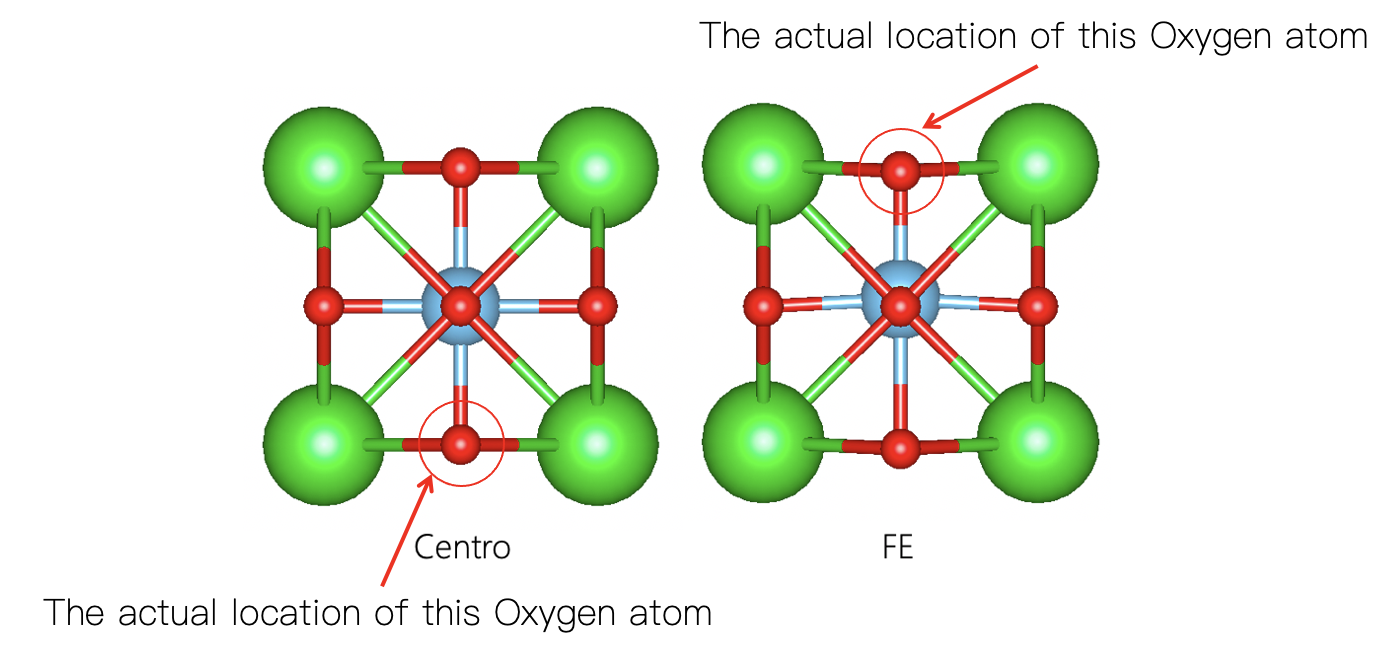 The actual location of this Oxygen atom
Centro
FE
The actual location of this Oxygen atom